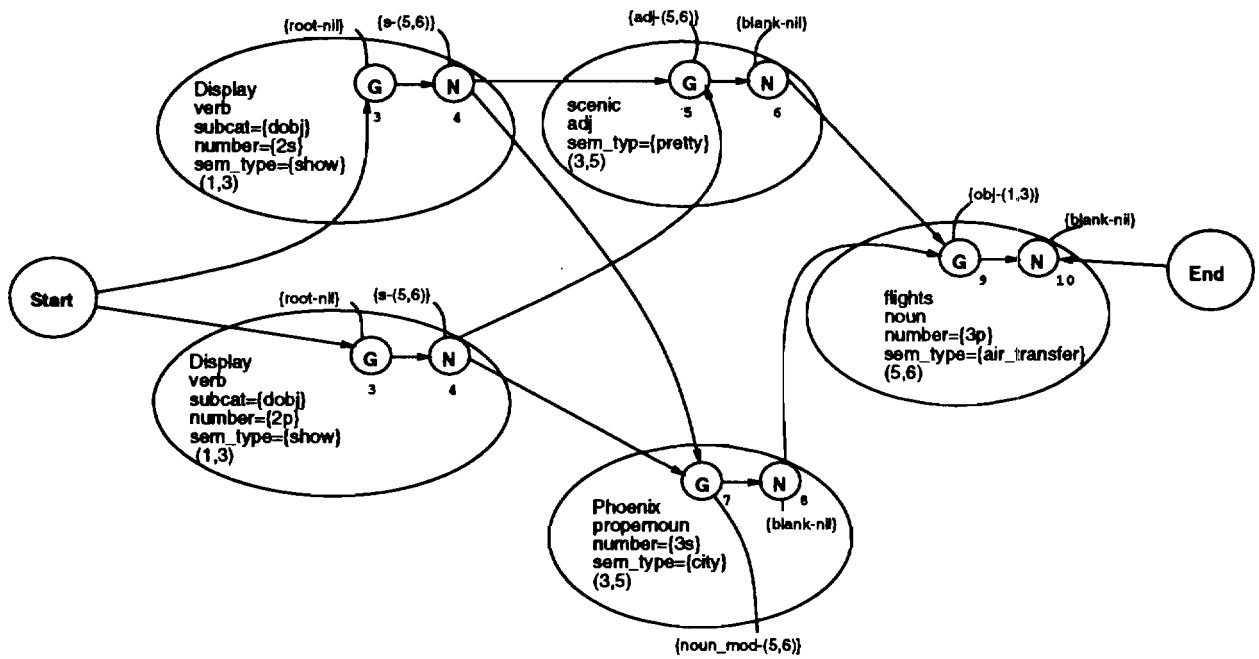 {root-nil}
{s-(5,6)}
G
N
3
4
Display
verb
subcat={dobj}
number={2s}
sem_type={show}
(1,3)
{adj-(5,6)}
{blank-nil}
G
N
5
6
scenic
adj
sem_typ={pretty}
(3,5)
Start
{root-nil}
{s-(5,6)}
G
N
3
4
Display
verb
subcat={dobj}
number={2p}
sem_type={show}
(1,3)
{obj-(1,3)}
{blank-nil}
G
N
9
10
flights
noun
number={3p}
sem_type={air_transfer}
(5,6)
End
G
N
7
8
{blank-nil}
Phoenix
propernoun
number={3s}
sem_type={city}
(3,5)
{noun_mod-(5,6)}